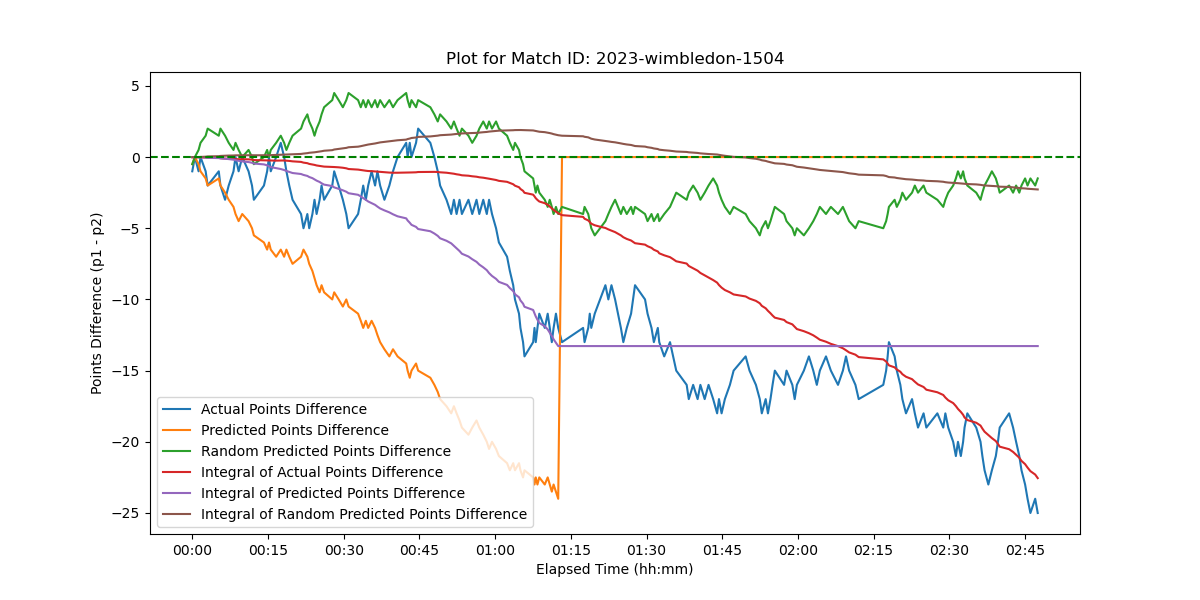 Plot for Match ID: 2023-wimbledon-1504
Points Difference (p1 - p2)
5
0
−5
−10
−15
−20
−25
Actual Points Difference
Predicted Points Difference
Random Predicted Points Difference
Integral of Actual Points Difference
Integral of Predicted Points Difference
Integral of Random Predicted Points Difference
00:00 00:15 00:30 00:45 01:00 01:15 01:30 01:45 02:00 02:15 02:30 02:45
Elapsed Time (hh:mm)